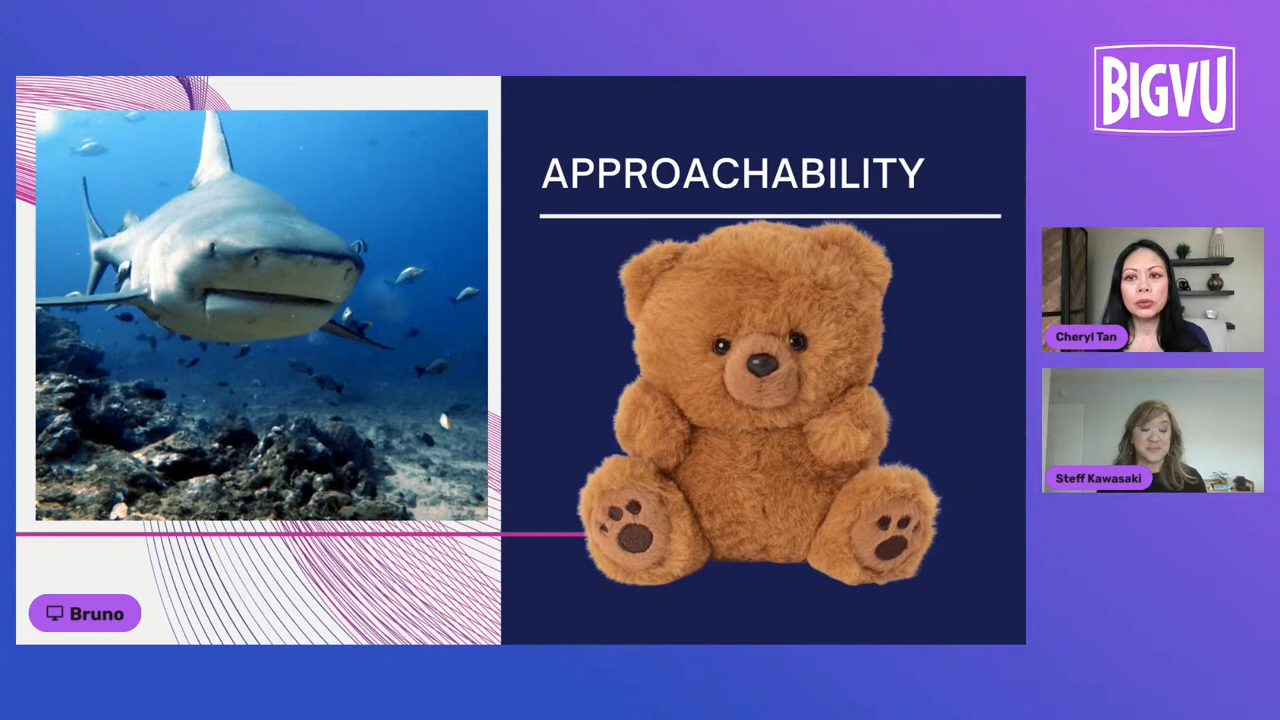 BIGVU
APPROACHABILITY
Cheryl Tan
Steff Kawasaki
Bruno